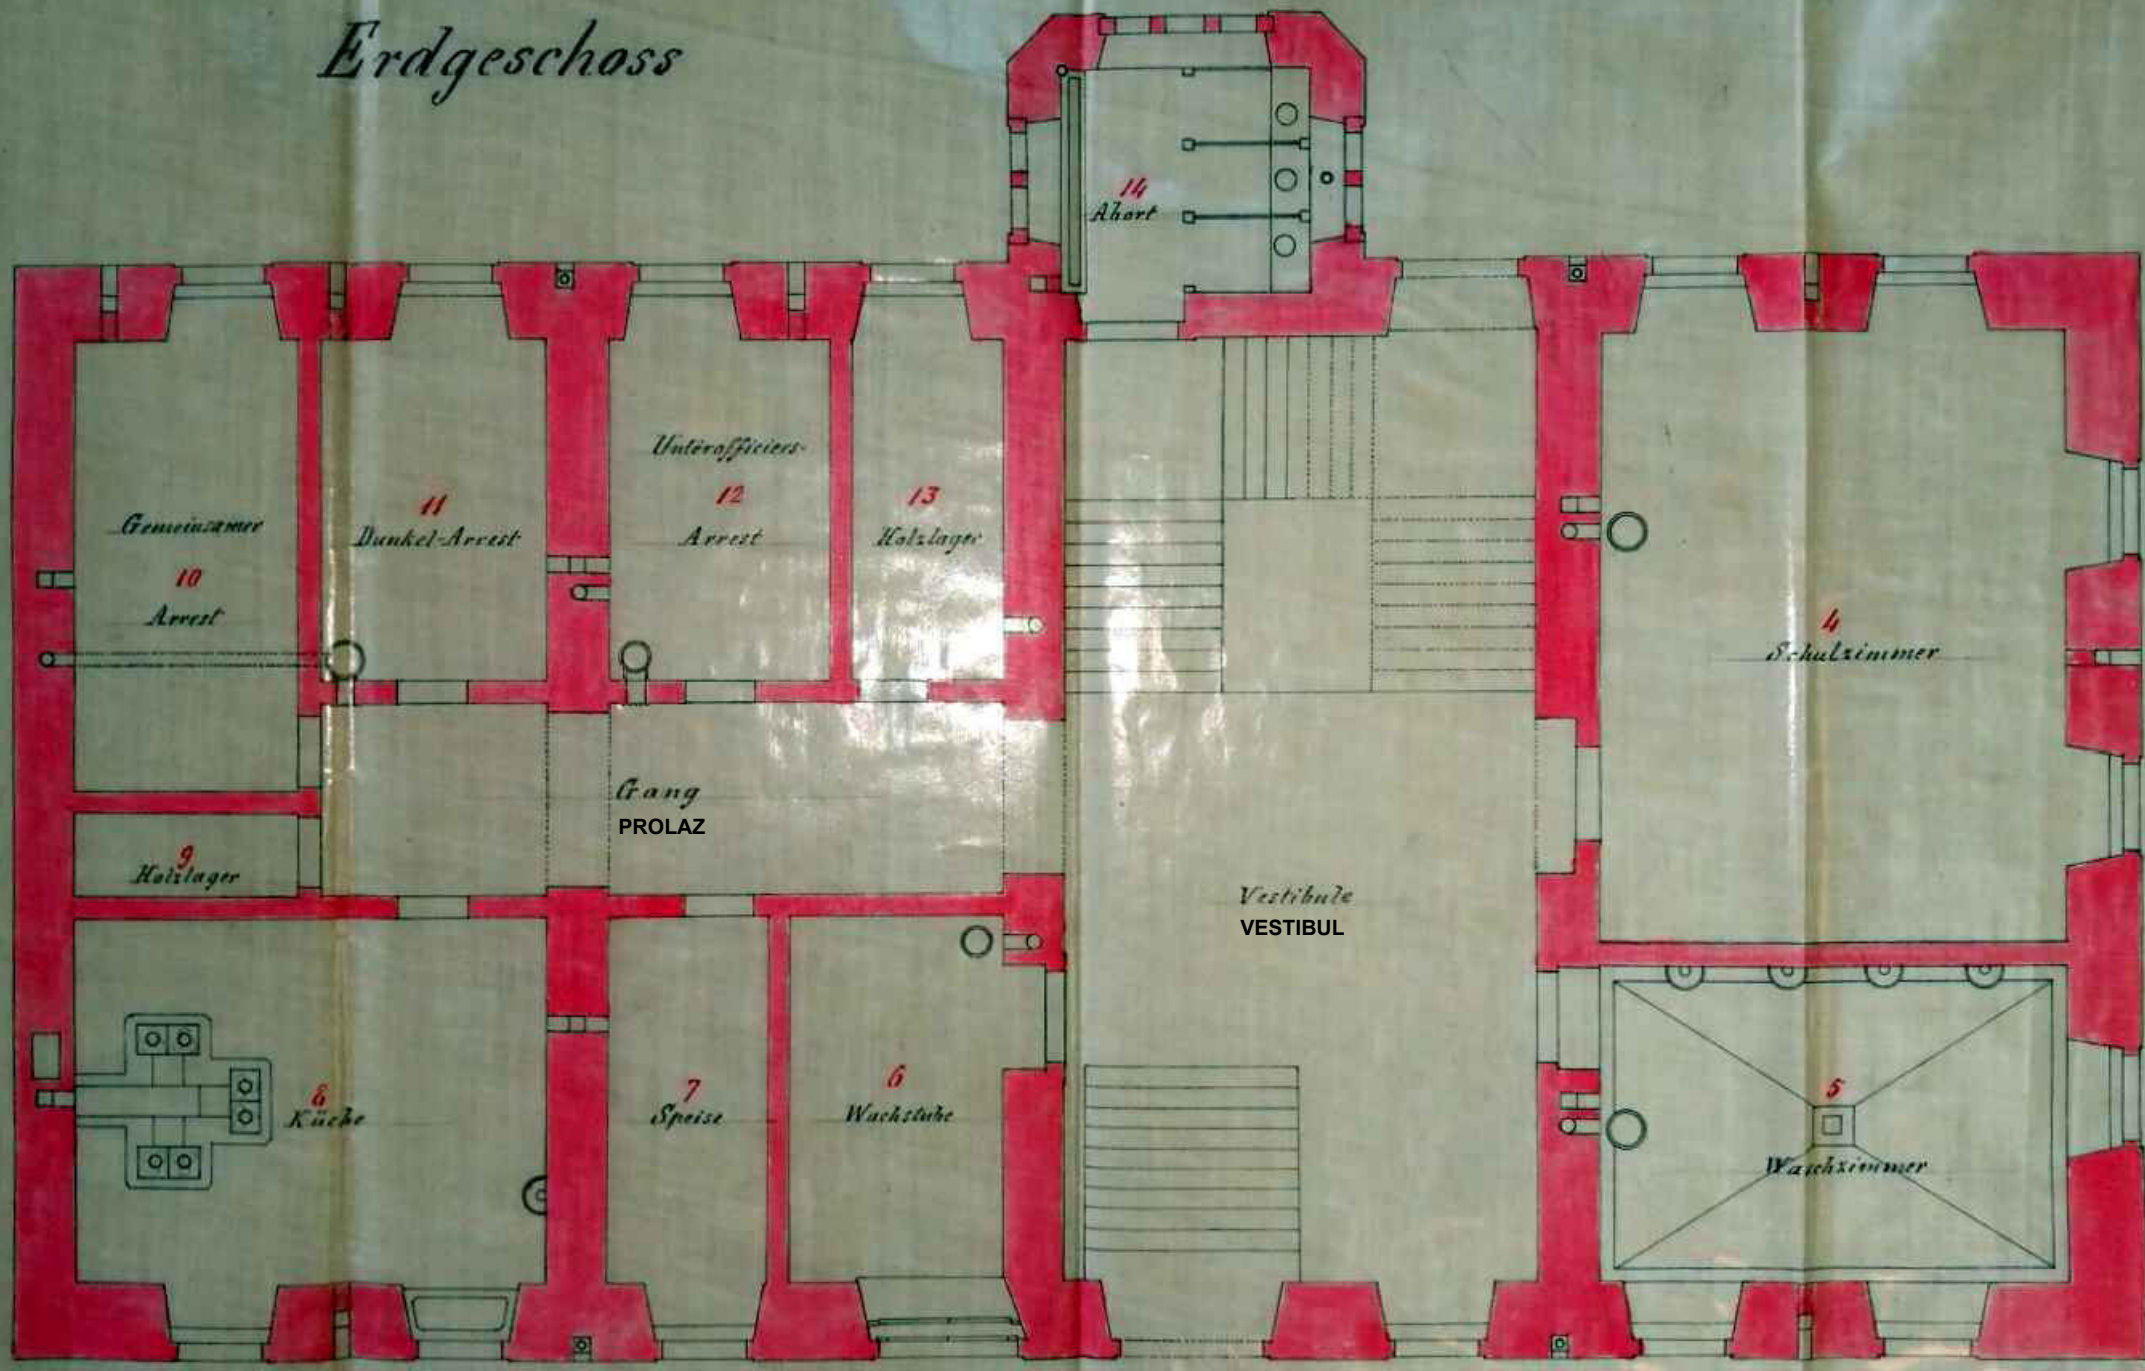 Erdgeschoss
14
Abort
Gemeinsamer
10
Arrest
11
Dunkel-Arrest
Unterofficiers-
12
Arrest
13
Holzlager
4
Schulzimmer
Gang
PROLAZ
9
Holzlager
Vestibule
VESTIBUL
8
Küche
7
Speise
6
Wachstube
5
Waschzimmer